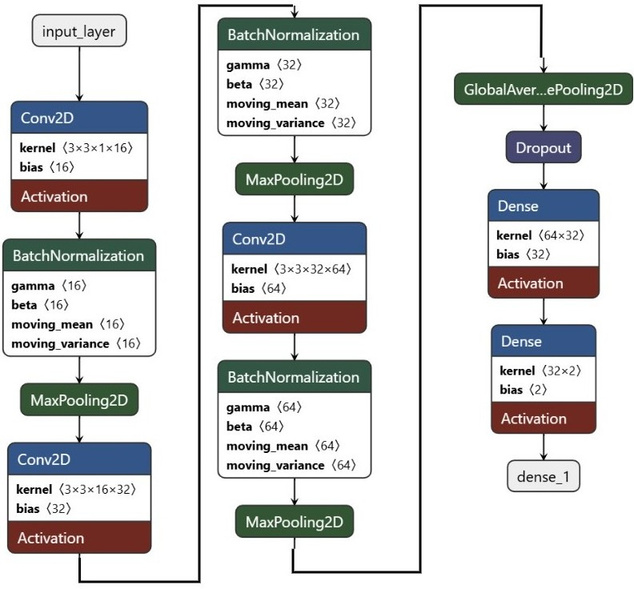 input_layer
Conv2D
kernel 〈3×3×1×16〉
bias 〈16〉
Activation
BatchNormalization
gamma 〈16〉
beta 〈16〉
moving_mean 〈16〉
moving_variance 〈16〉
MaxPooling2D
Conv2D
kernel 〈3×3×16×32〉
bias 〈32〉
Activation
BatchNormalization
gamma 〈32〉
beta 〈32〉
moving_mean 〈32〉
moving_variance 〈32〉
MaxPooling2D
Conv2D
kernel 〈3×3×32×64〉
bias 〈64〉
Activation
BatchNormalization
gamma 〈64〉
beta 〈64〉
moving_mean 〈64〉
moving_variance 〈64〉
MaxPooling2D
GlobalAver...ePooling2D
Dropout
Dense
kernel 〈64×32〉
bias 〈32〉
Activation
Dense
kernel 〈32×2〉
bias 〈2〉
Activation
dense_1